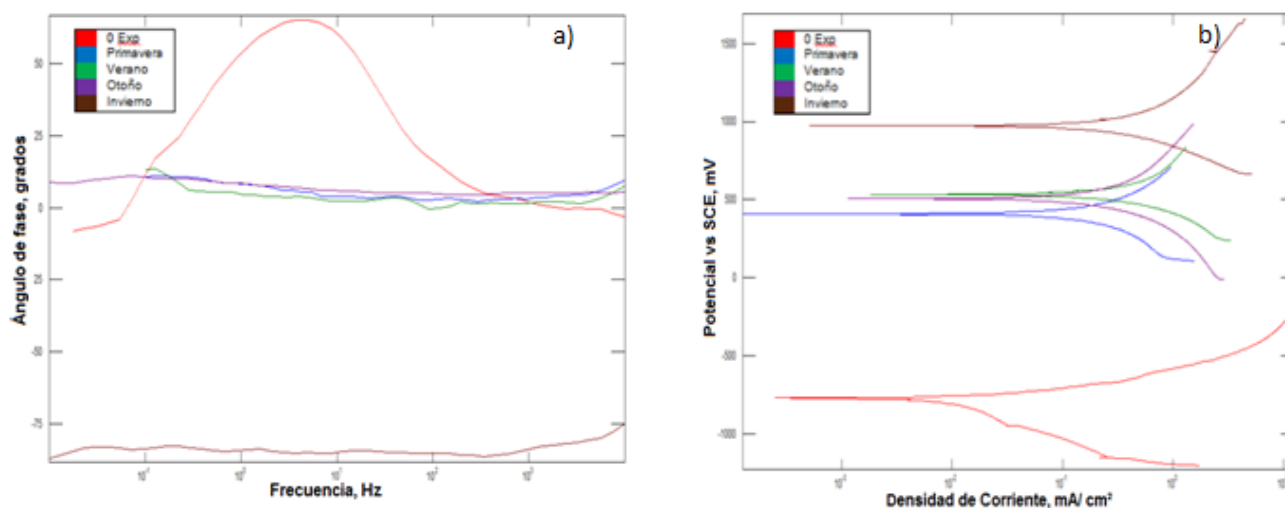 a)
0 Exp
Primavera
Verano
Otoño
Invierno
50
25
0
25
-50
-75
Ángulo de fase, grados
Frecuencia, Hz
b)
0 Exp
Primavera
Verano
Otoño
Invierno
1500
1000
500
0
-500
-1000
Potencial vs SCE, mV
Densidad de Corriente, mA/ cm²